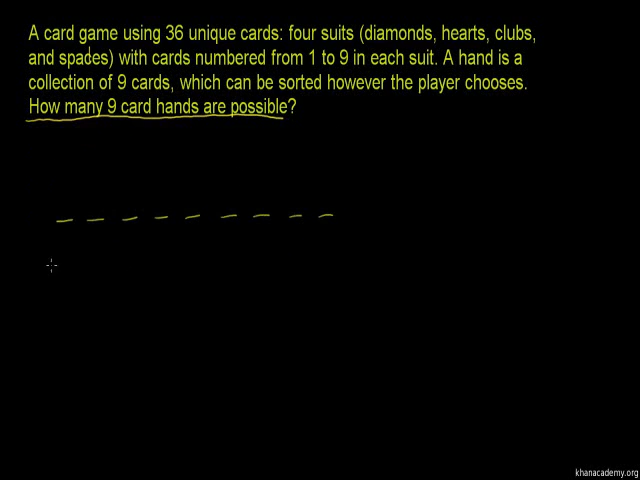 A card game using 36 unique cards: four suits (diamonds, hearts, clubs,
and spades) with cards numbered from 1 to 9 in each suit. A hand is a
collection of 9 cards, which can be sorted however the player chooses.
How many 9 card hands are possible?
khanacademy.org